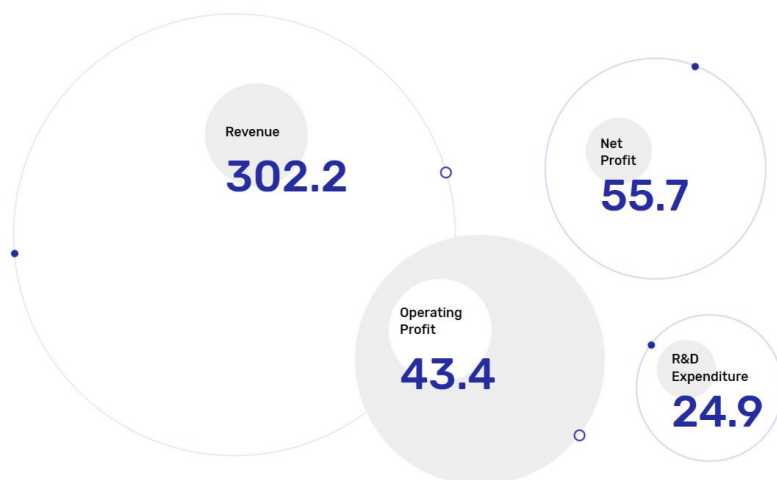 Revenue
302.2
Net
Profit
55.7
Operating
Profit
43.4
R&D
Expenditure
24.9